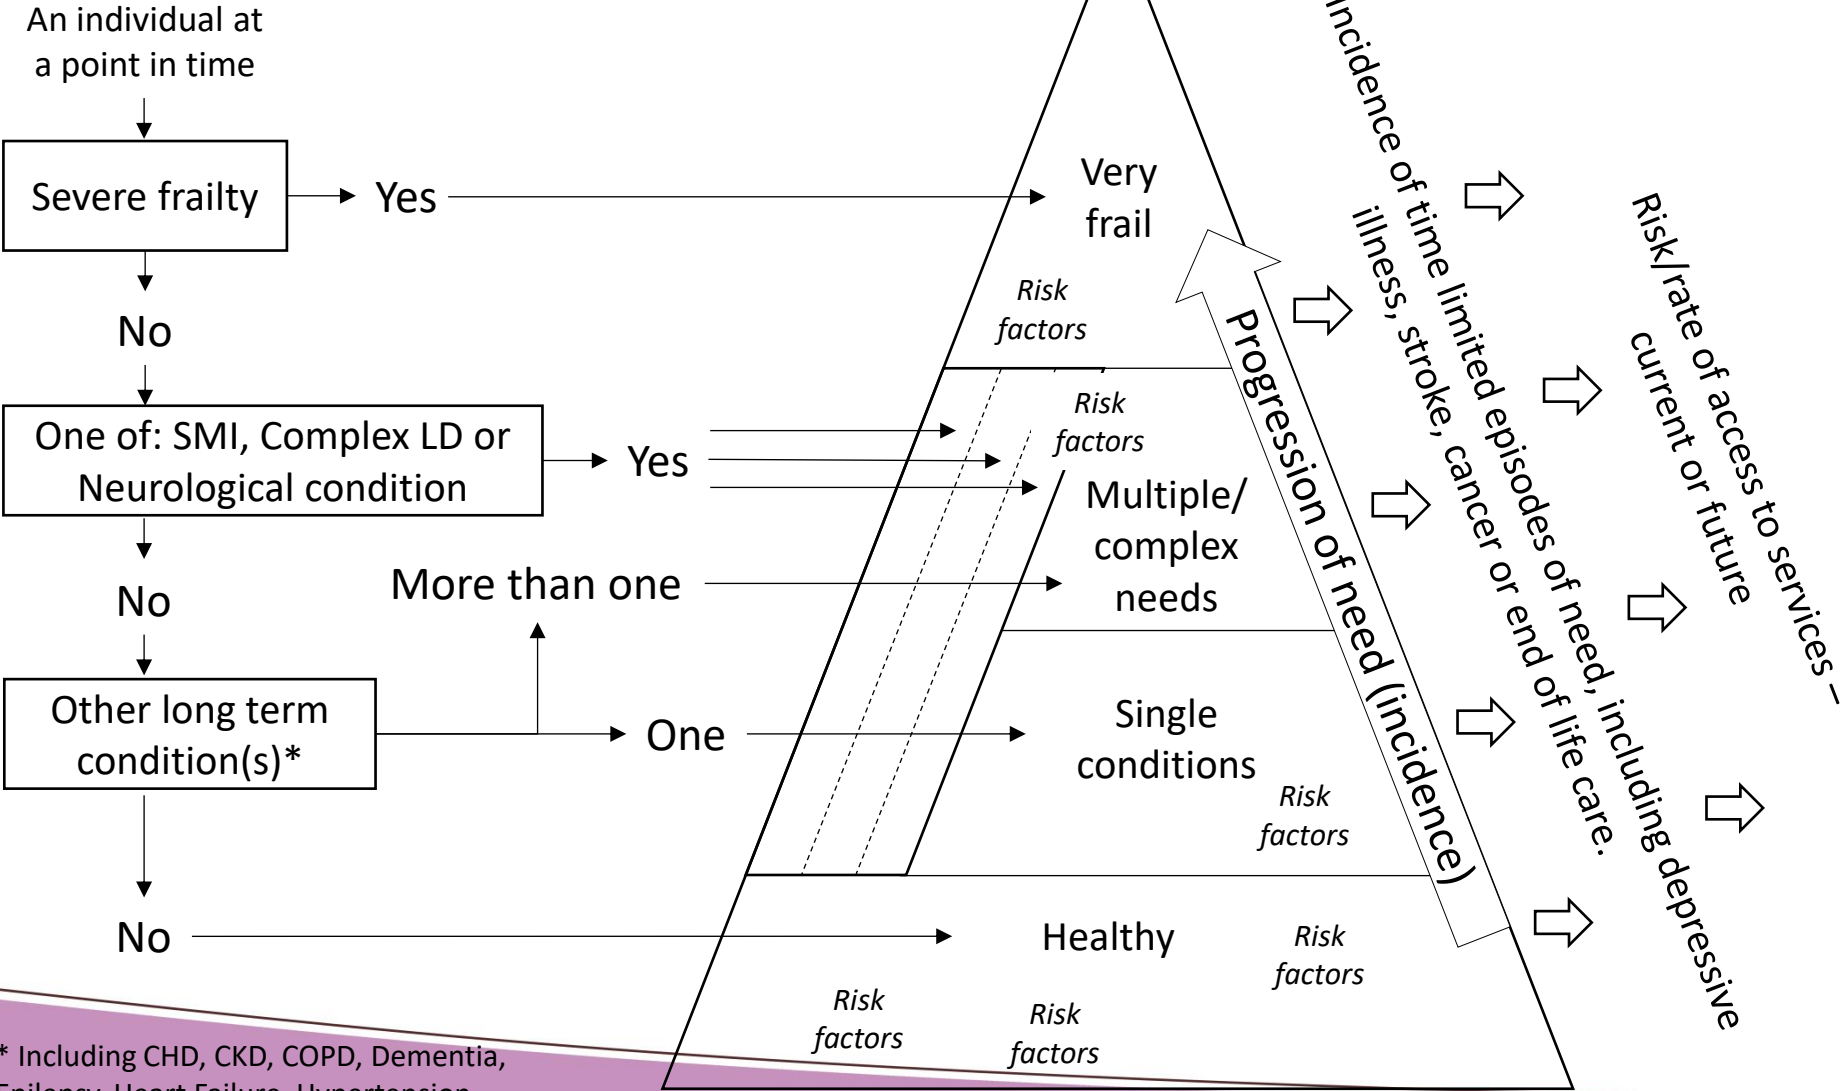 An individual at
a point in time
Severe frailty
Yes
No
One of: SMI, Complex LD or
Neurological condition
Yes
No
More than one
Other long term
condition(s)*
One
No
Very
frail
Risk
factors
Risk
factors
Multiple/
complex
needs
Single
conditions
Risk
factors
Healthy
Risk
factors
Risk
factors
Risk
factors
Progression of need (incidence)
Incidence of time limited episodes of need, including depressive
illness, stroke, cancer or end of life care.
Risk/rate of access to services –
current or future
* Including CHD, CKD, COPD, Dementia,
Epilepsy, Heart Failure, Hypertension